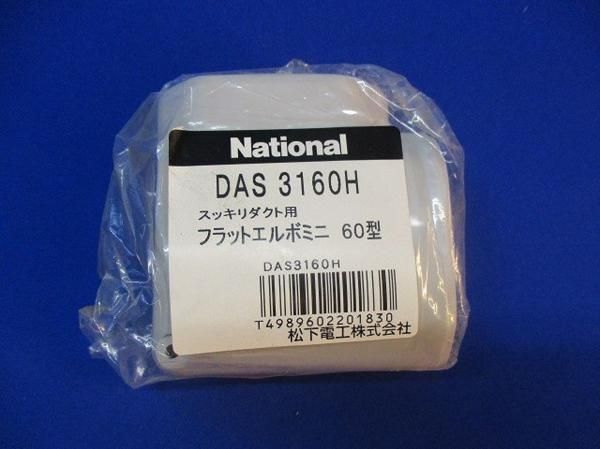 National
DAS 3160H
スッキリダクト用
フラットエルボミニ 60型
DAS3160H
T4989602201830
松下電工株式会社